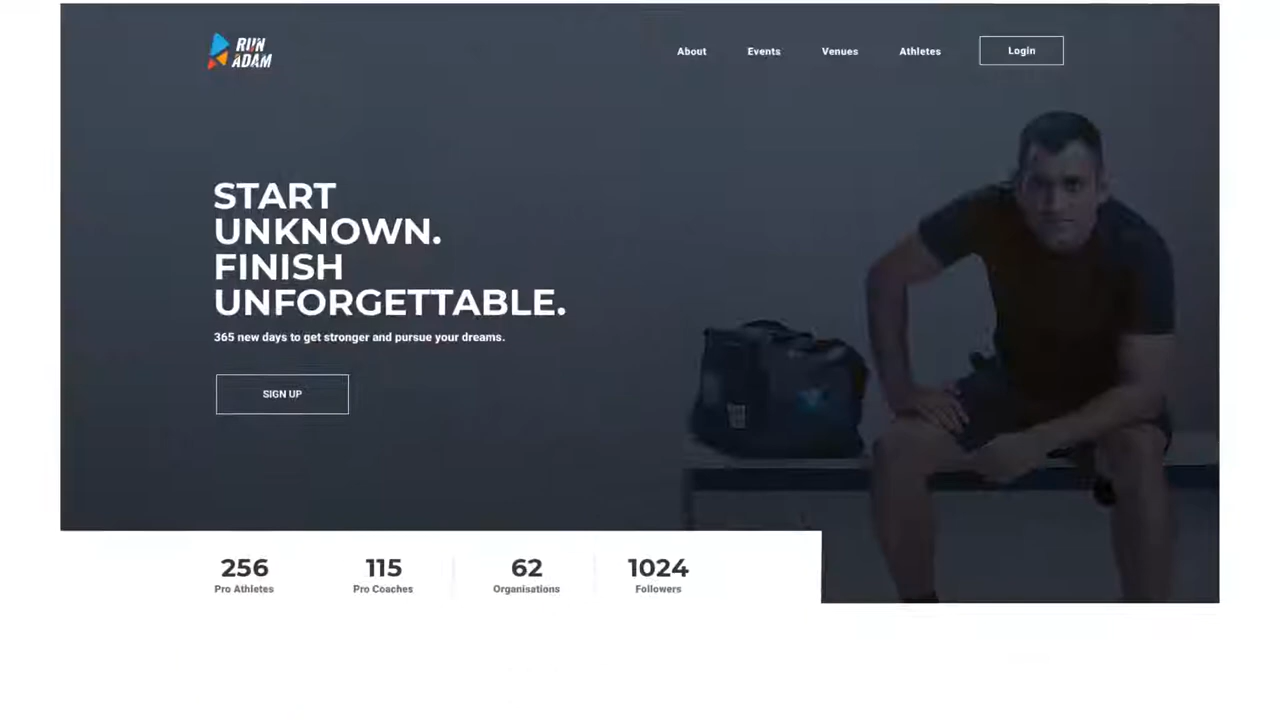 RUN
ADAM
About
Events
Venues
Athletes
Login
START
UNKNOWN.
FINISH
UNFORGETTABLE.
365 new days to get stronger and pursue your dreams.
SIGN UP
256
Pro Athletes
115
Pro Coaches
62
Organisations
1024
Followers